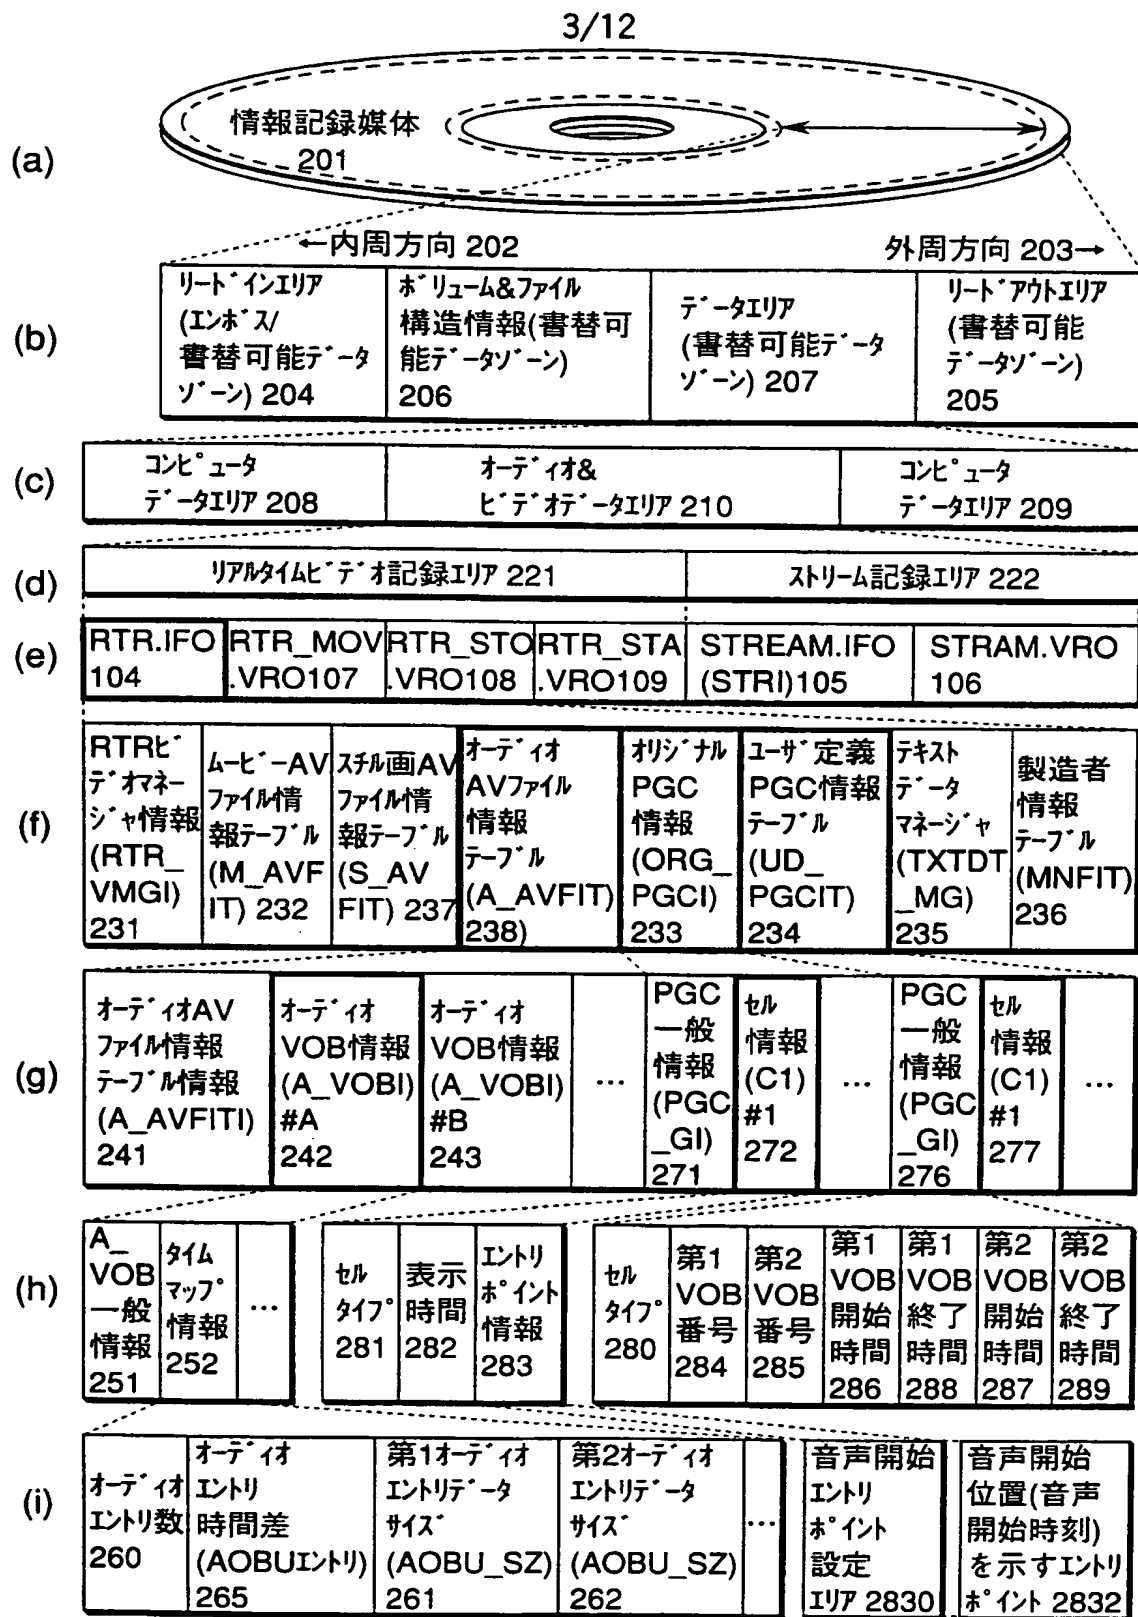 3/12
(a)
情報記録媒体
201
←内周方向 202
外周方向 203→
(b)
リードインエリア
(エンボス/
書替可能データ
ゾーン) 204
ボリューム&ファイル
構造情報(書替可
能データゾーン)
206
データエリア
(書替可能データ
ゾーン) 207
リードアウトエリア
(書替可能
データゾーン)
205
(c)
コンピュータ
データエリア 208
オーディオ&
ビデオデータエリア 210
コンピュータ
データエリア 209
(d)
リアルタイムビデオ記録エリア 221
ストリーム記録エリア 222
(e)
RTR.IFO
104
RTR_MOV
.VRO107
RTR_STO
.VRO108
RTR_STA
.VRO109
STREAM.IFO
(STRI)105
STRAM.VRO
106
(f)
RTRビ
デオマネー
ジャ情報
(RTR_
VMGI)
231
ムービーAV
ファイル情
報テーブル
(M_AVF
IT) 232
スチル画AV
ファイル情
報テーブル
(S_AV
FIT) 237
オーディオ
AVファイル
情報
テーブル
(A_AVFIT)
238)
オリジナル
PGC
情報
(ORG_
PGCI)
233
ユーザ定義
PGC情報
テーブル
(UD_
PGCIT)
234
テキスト
データ
マネージャ
(TXTDT
_MG)
235
製造者
情報
テーブル
(MNFIT)
236
(g)
オーディオAV
ファイル情報
テーブル情報
(A_AVFITI)
241
オーディオ
VOB情報
(A_VOBI)
#A
242
オーディオ
VOB情報
(A_VOBI)
#B
243
…
PGC
一般
情報
(PGC
_GI)
271
セル
情報
(C1)
#1
272
…
PGC
一般
情報
(PGC
_GI)
276
セル
情報
(C1)
#1
277
…
(h)
A_
VOB
一般
情報
251
タイム
マップ
情報
252
…
セル
タイプ
281
表示
時間
282
エントリ
ポイント
情報
283
セル
タイプ
280
第1
VOB
番号
284
第2
VOB
番号
285
第1
VOB
開始
時間
286
第1
VOB
終了
時間
288
第2
VOB
開始
時間
287
第2
VOB
終了
時間
289
(i)
オーディオ
エントリ数
260
オーディオ
エントリ
時間差
(AOBUエントリ)
265
第1オーディオ
エントリデータ
サイズ
(AOBU_SZ)
261
第2オーディオ
エントリデータ
サイズ
(AOBU_SZ)
262
…
音声開始
エントリ
ポイント
設定
エリア 2830
音声開始
位置(音声
開始時刻)
を示すエントリ
ポイント 2832